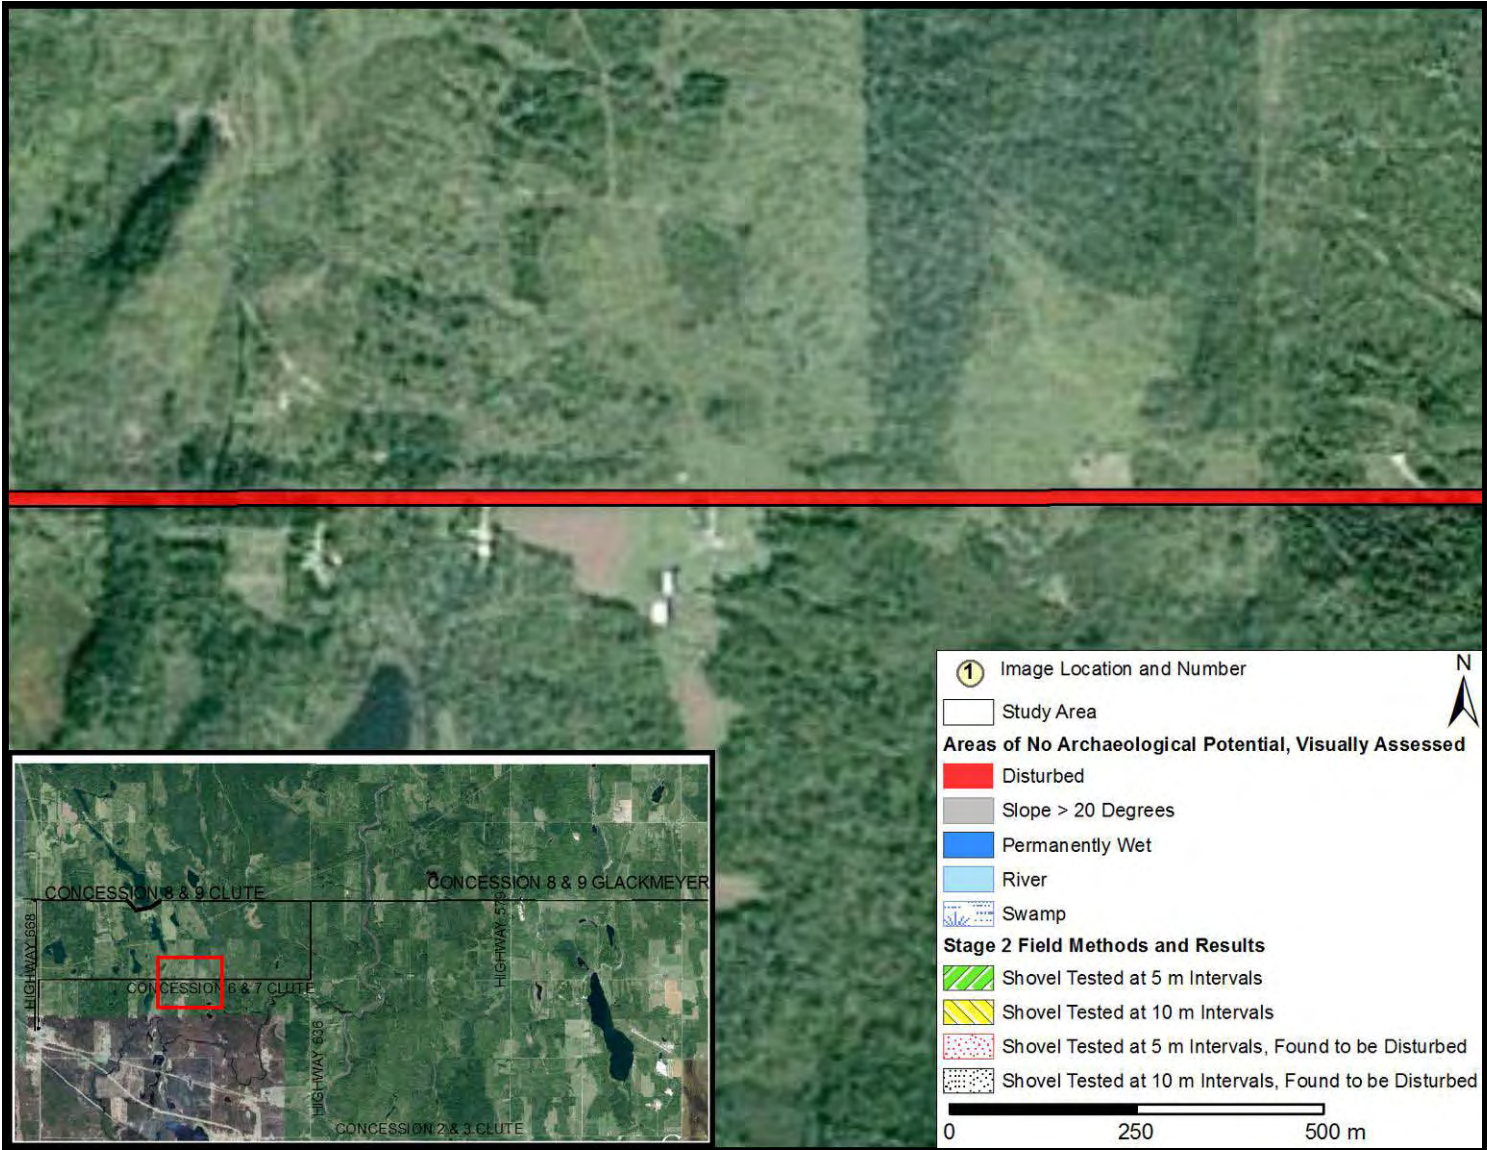 1 Image Location and Number
N
Study Area
Areas of No Archaeological Potential, Visually Assessed
Disturbed
Slope > 20 Degrees
Permanently Wet
River
Swamp
Stage 2 Field Methods and Results
Shovel Tested at 5 m Intervals
Shovel Tested at 10 m Intervals
Shovel Tested at 5 m Intervals, Found to be Disturbed
Shovel Tested at 10 m Intervals, Found to be Disturbed
0 250 500 m
CONCESSION 8 & 9 CLUTE
CONCESSION 8 & 9 GLACKMEYER
HIGHWAY 668
HIGHWAY 579
CONCESSION 6 & 7 CLUTE
HIGHWAY 636
CONCESSION 2 & 3 CLUTE